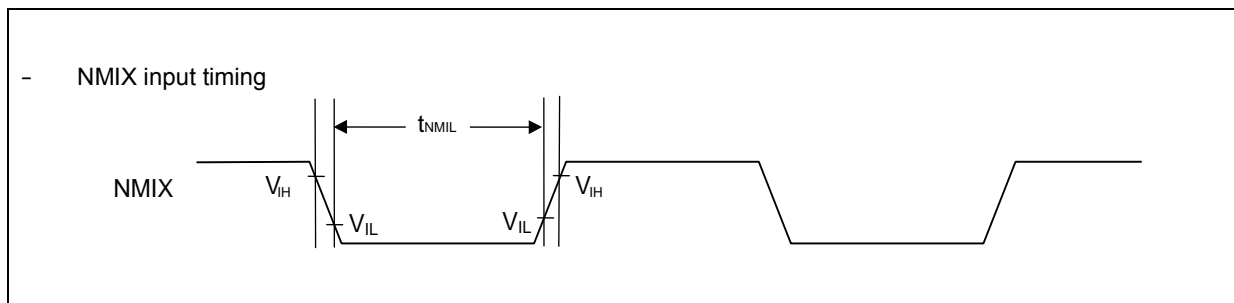 - NMIX input timing
tNMIL
NMIX
VIH VIH
VIL VIL